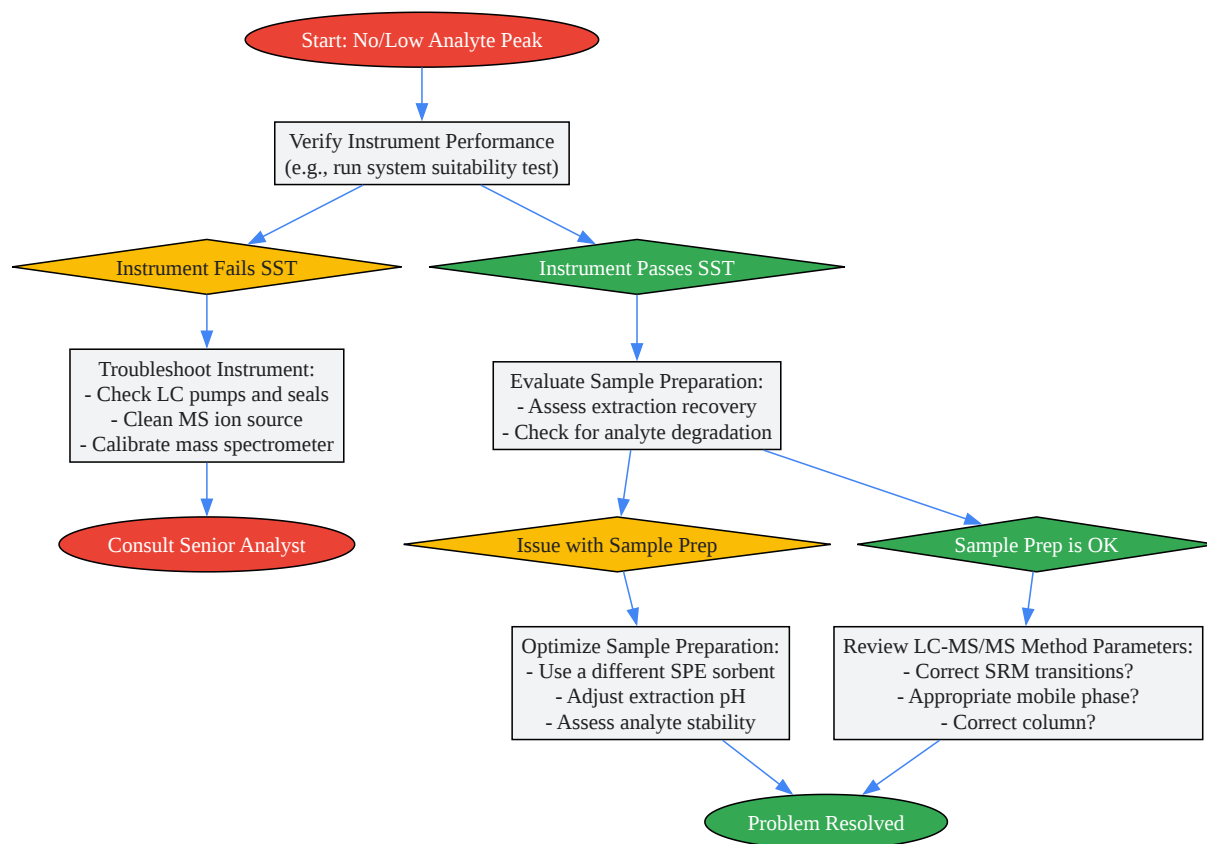 Start: No/Low Analyte Peak
Verify Instrument Performance
(e.g., run system suitability test)
Instrument Fails SST
Instrument Passes SST
Troubleshoot Instrument:
- Check LC pumps and seals
- Clean MS ion source
- Calibrate mass spectrometer
Evaluate Sample Preparation:
- Assess extraction recovery
- Check for analyte degradation
Consult Senior Analyst
Issue with Sample Prep
Sample Prep is OK
Optimize Sample Preparation:
- Use a different SPE sorbent
- Adjust extraction pH
- Assess analyte stability
Review LC-MS/MS Method Parameters:
- Correct SRM transitions?
- Appropriate mobile phase?
- Correct column?
Problem Resolved